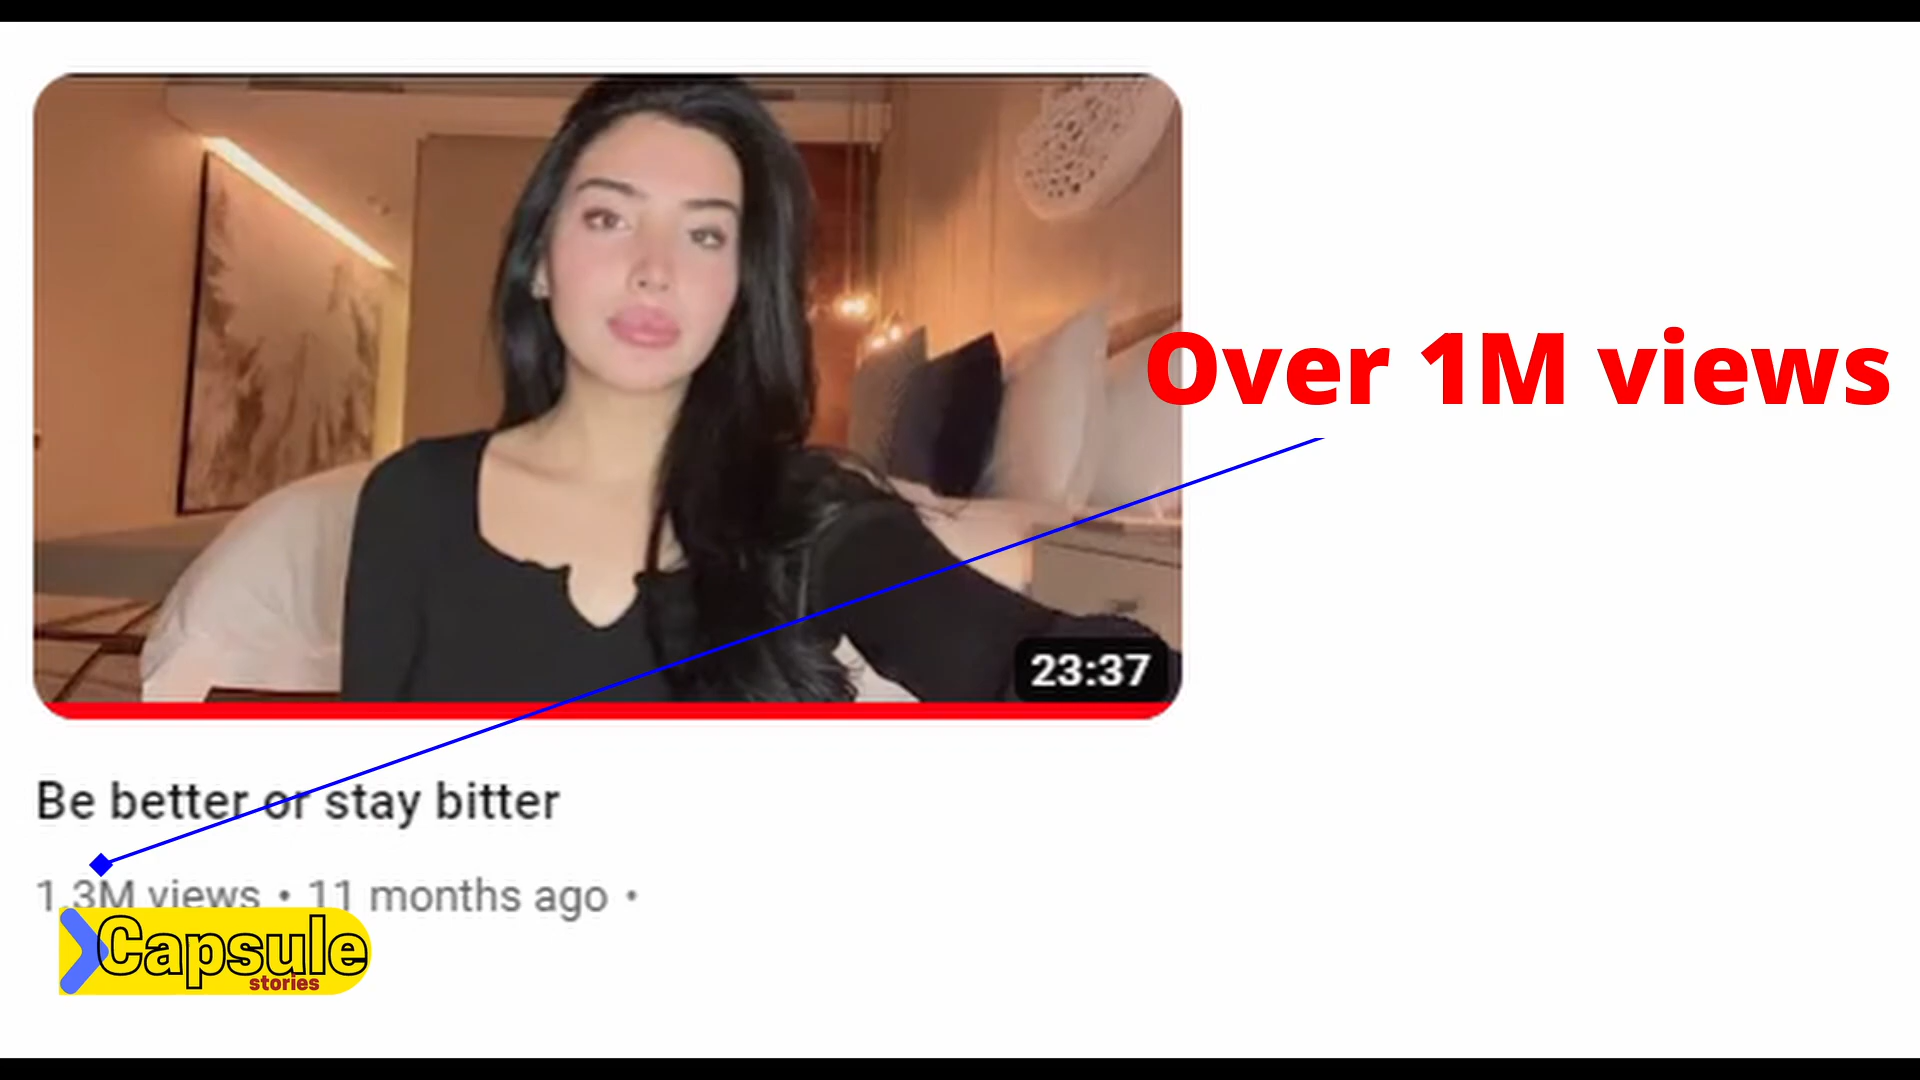 Over 1M views
23:37
Be better or stay bitter
1.3M views • 11 months ago •
Capsule
stories